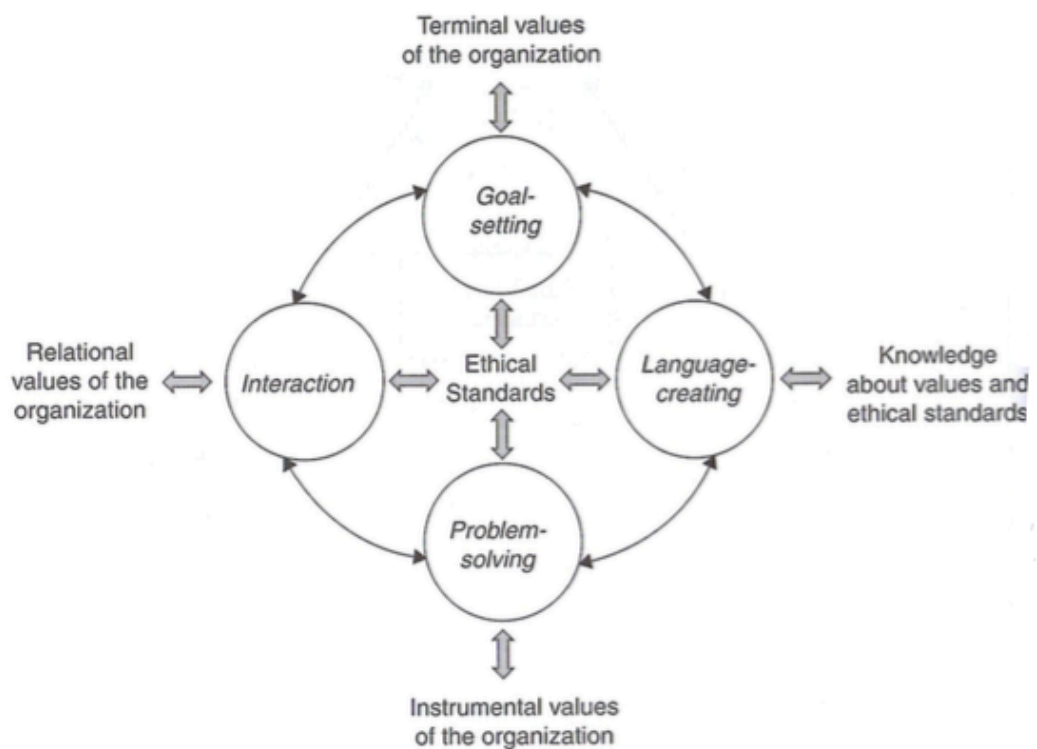 Terminal values
of the organization
Goal-
setting
Relational
values of the
organization
Interaction
Ethical
Standards
Language-
creating
Knowledge
about values and
ethical standards
Problem-
solving
Instrumental values
of the organization